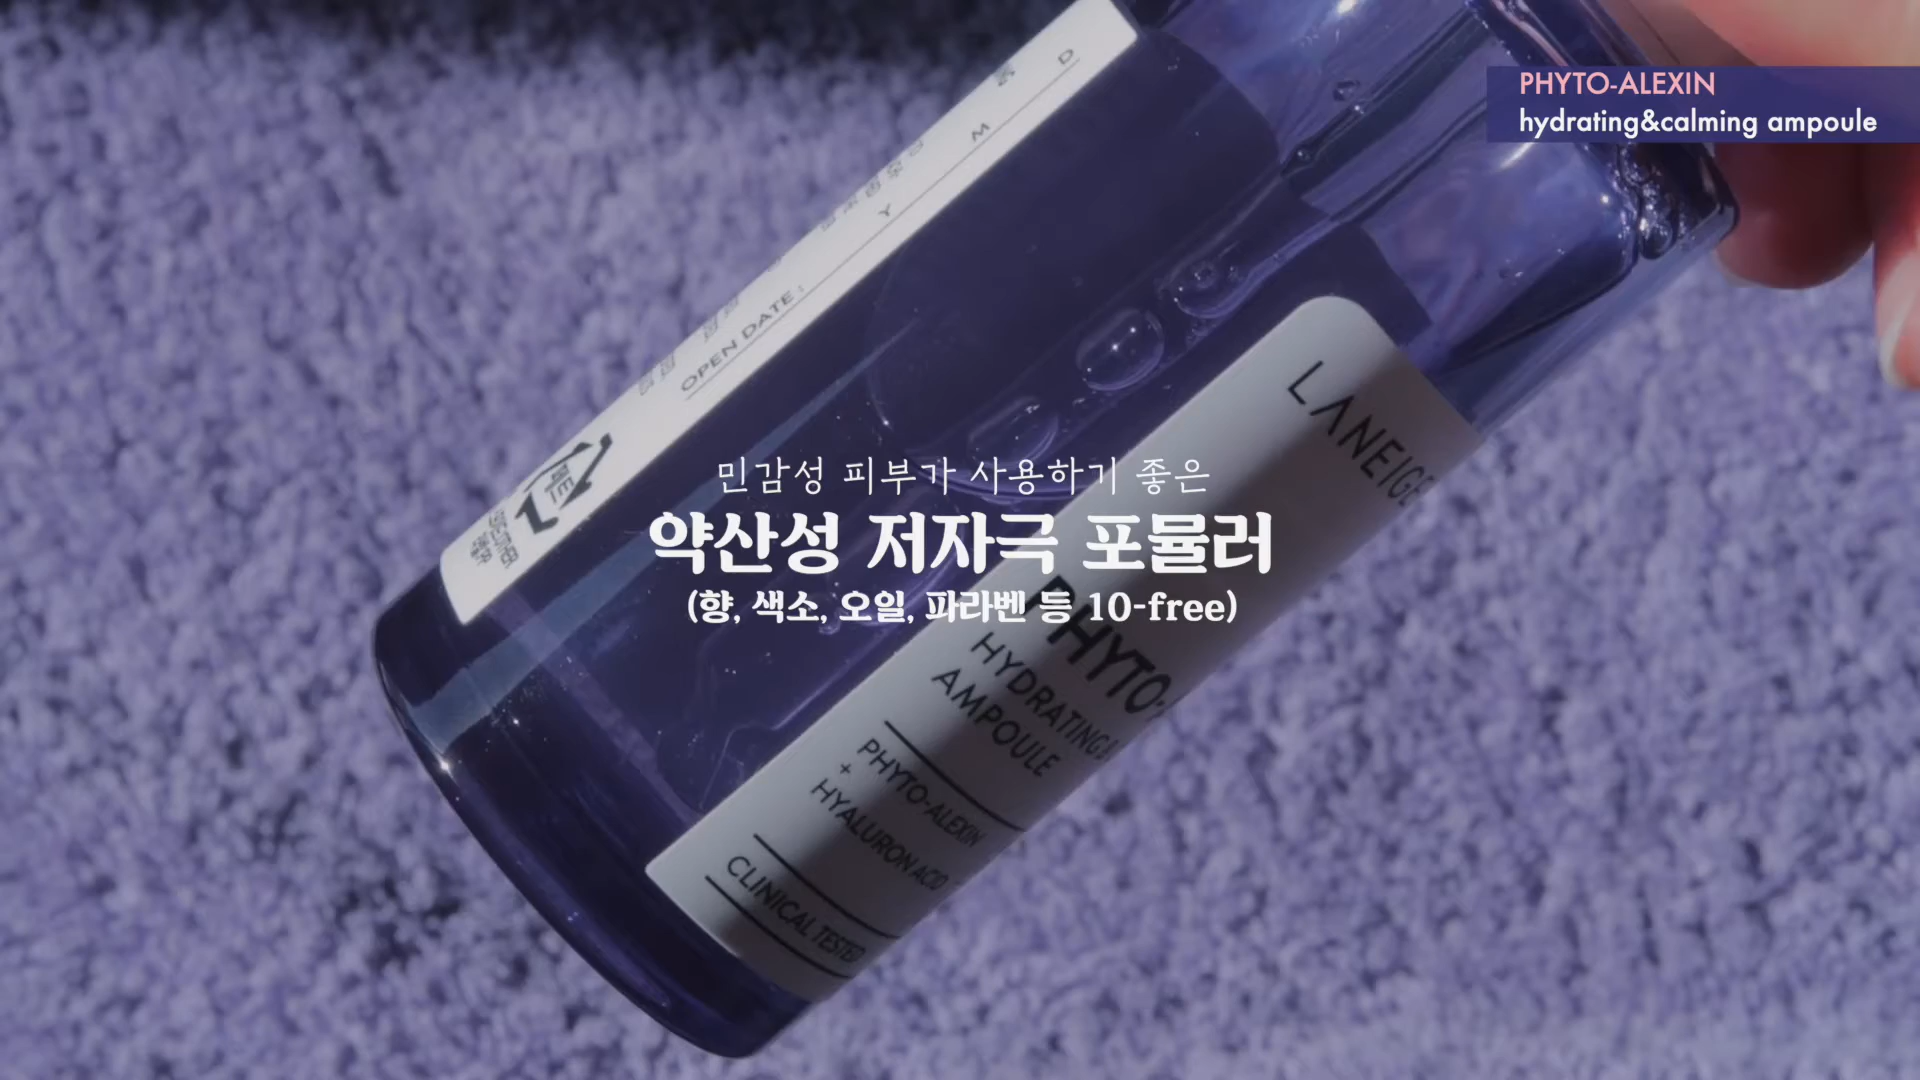 PHYTO-ALEXIN
hydrating&calming ampoule
OPEN DATE :
Y
M
D
LANEIGE
민감성 피부가 사용하기 좋은
약산성 저자극 포뮬러
(향, 색소, 오일, 파라벤 등 10-free)
PHYTO-
HYDRATING &
AMPOULE
PHYTO-ALEXIN
+
HYALURON ACID
CLINICAL TESTED